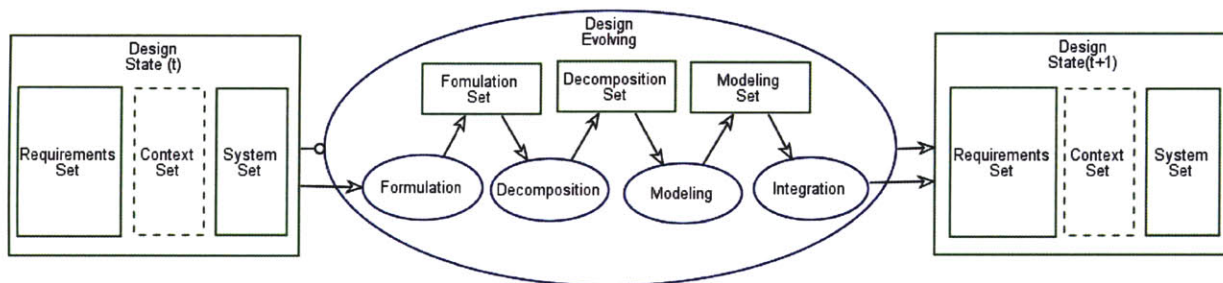 Design
State (t)
Requirements
Set
Context
Set
System
Set
Design
Evolving
Fomulation
Set
Decomposition
Set
Modeling
Set
Formulation
Decomposition
Modeling
Integration
Design
State(t+1)
Requirements
Set
Context
Set
System
Set